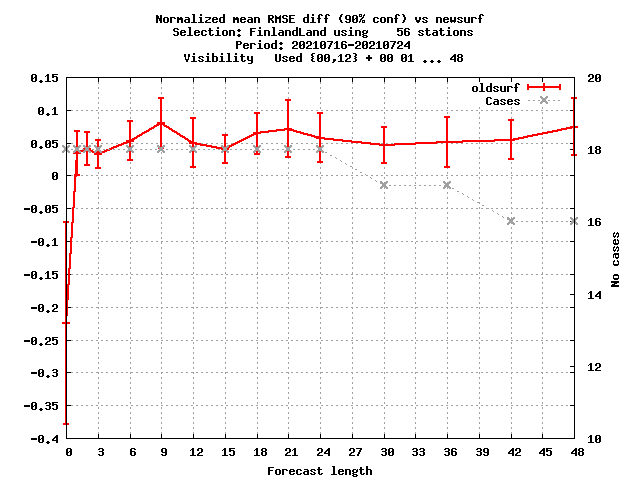 Normalized mean RMSE diff (90% conf) vs newsurf
Selection: FinlandLand using    56 stations
Period: 20210716-20210724
Visibility   Used {00,12} + 00 01 ... 48
oldsurf
Cases
0.15
0.1
0.05
0
-0.05
-0.1
-0.15
-0.2
-0.25
-0.3
-0.35
-0.4
20
18
16
14
12
10
No cases
0 3 6 9 12 15 18 21 24 27 30 33 36 39 42 45 48
Forecast length